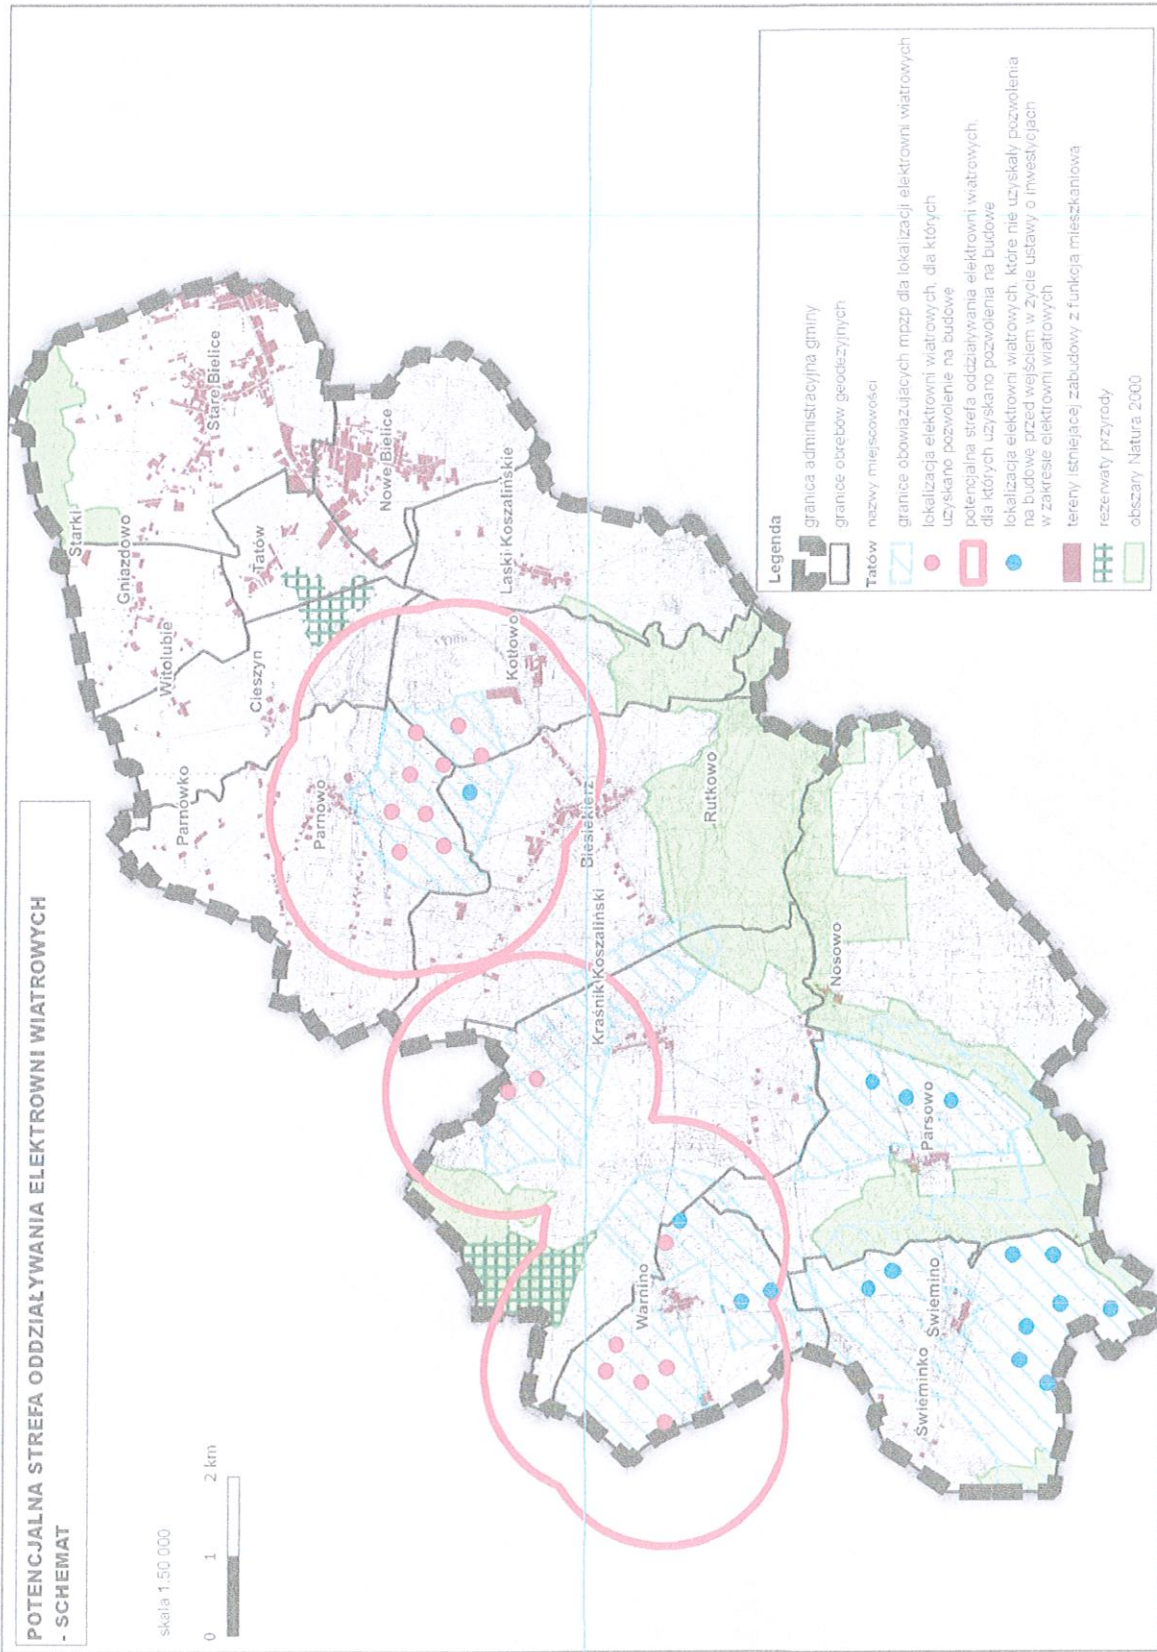 POTENCJALNA STREFA ODDZIAŁYWANIA ELEKTROWNI WIATROWYCH
- SCHEMAT
skala 1:50 000
0 1 2 km
Starki
Gniazdowo
Stare Bielice
Witolubie
Tatów
Cieszyn
Nowe Bielice
Parnówko
Parnowo
Laski Koszalińskie
Kotłowo
Biesiekierz
Rutkowo
Kraśnik Koszaliński
Nosowo
Parsowo
Warnino
Świemino
Świeminko
Legenda
granica administracyjna gminy
granice obrębów geodezyjnych
Tatów nazwy miejscowości
granice obowiązujących mpzp dla lokalizacji elektrowni wiatrowych
lokalizacja elektrowni wiatrowych, dla których
uzyskano pozwolenie na budowę
potencjalna strefa oddziaływania elektrowni wiatrowych,
dla których uzyskano pozwolenia na budowę
lokalizacja elektrowni wiatrowych, które nie uzyskały pozwolenia
na budowę przed wejściem w życie ustawy o inwestycjach
w zakresie elektrowni wiatrowych
tereny istniejącej zabudowy z funkcją mieszkaniową
rezerwaty przyrody
obszary Natura 2000